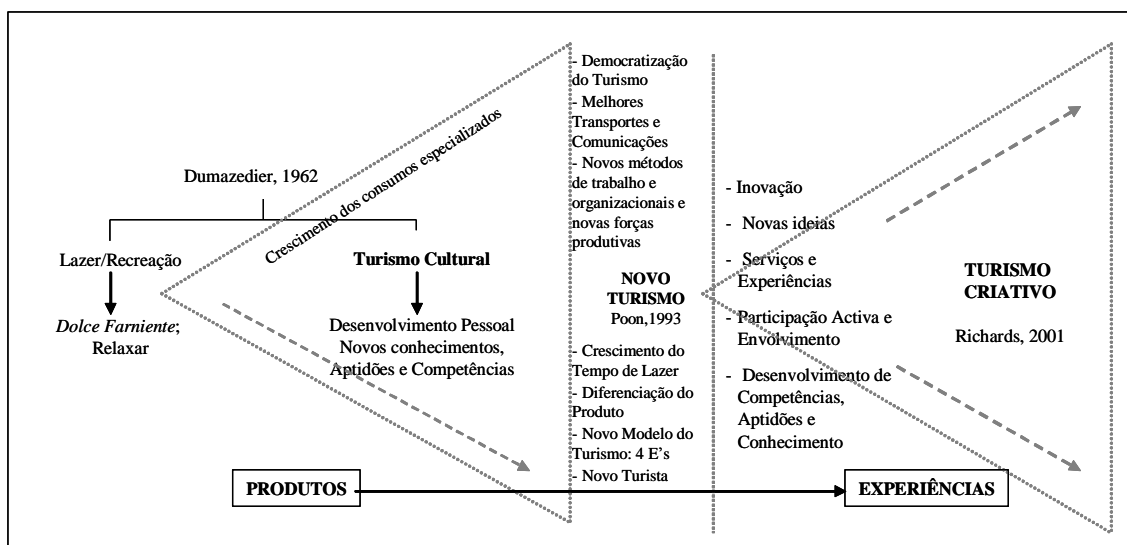 Dumazedier, 1962
Lazer/Recreação
Dolce Farniente;
Relaxar
Crescimento dos consumos especializados
Turismo Cultural
Desenvolvimento Pessoal
Novos conhecimentos,
Aptidões e Competências
- Democratização
do Turismo
- Melhores
Transportes e
Comunicações
- Novos métodos
de trabalho e
organizacionais e
novas forças
produtivas
NOVO
TURISMO
Poon,1993
- Crescimento do
Tempo de Lazer
- Diferenciação do
Produto
- Novo Modelo do
Turismo: 4 E's
- Novo Turista
- Inovação
- Novas ideias
- Serviços e
Experiências
- Participação Activa e
Envolvimento
- Desenvolvimento de
Competências,
Aptidões e
Conhecimento
TURISMO
CRIATIVO
Richards, 2001
PRODUTOS
EXPERIÊNCIAS